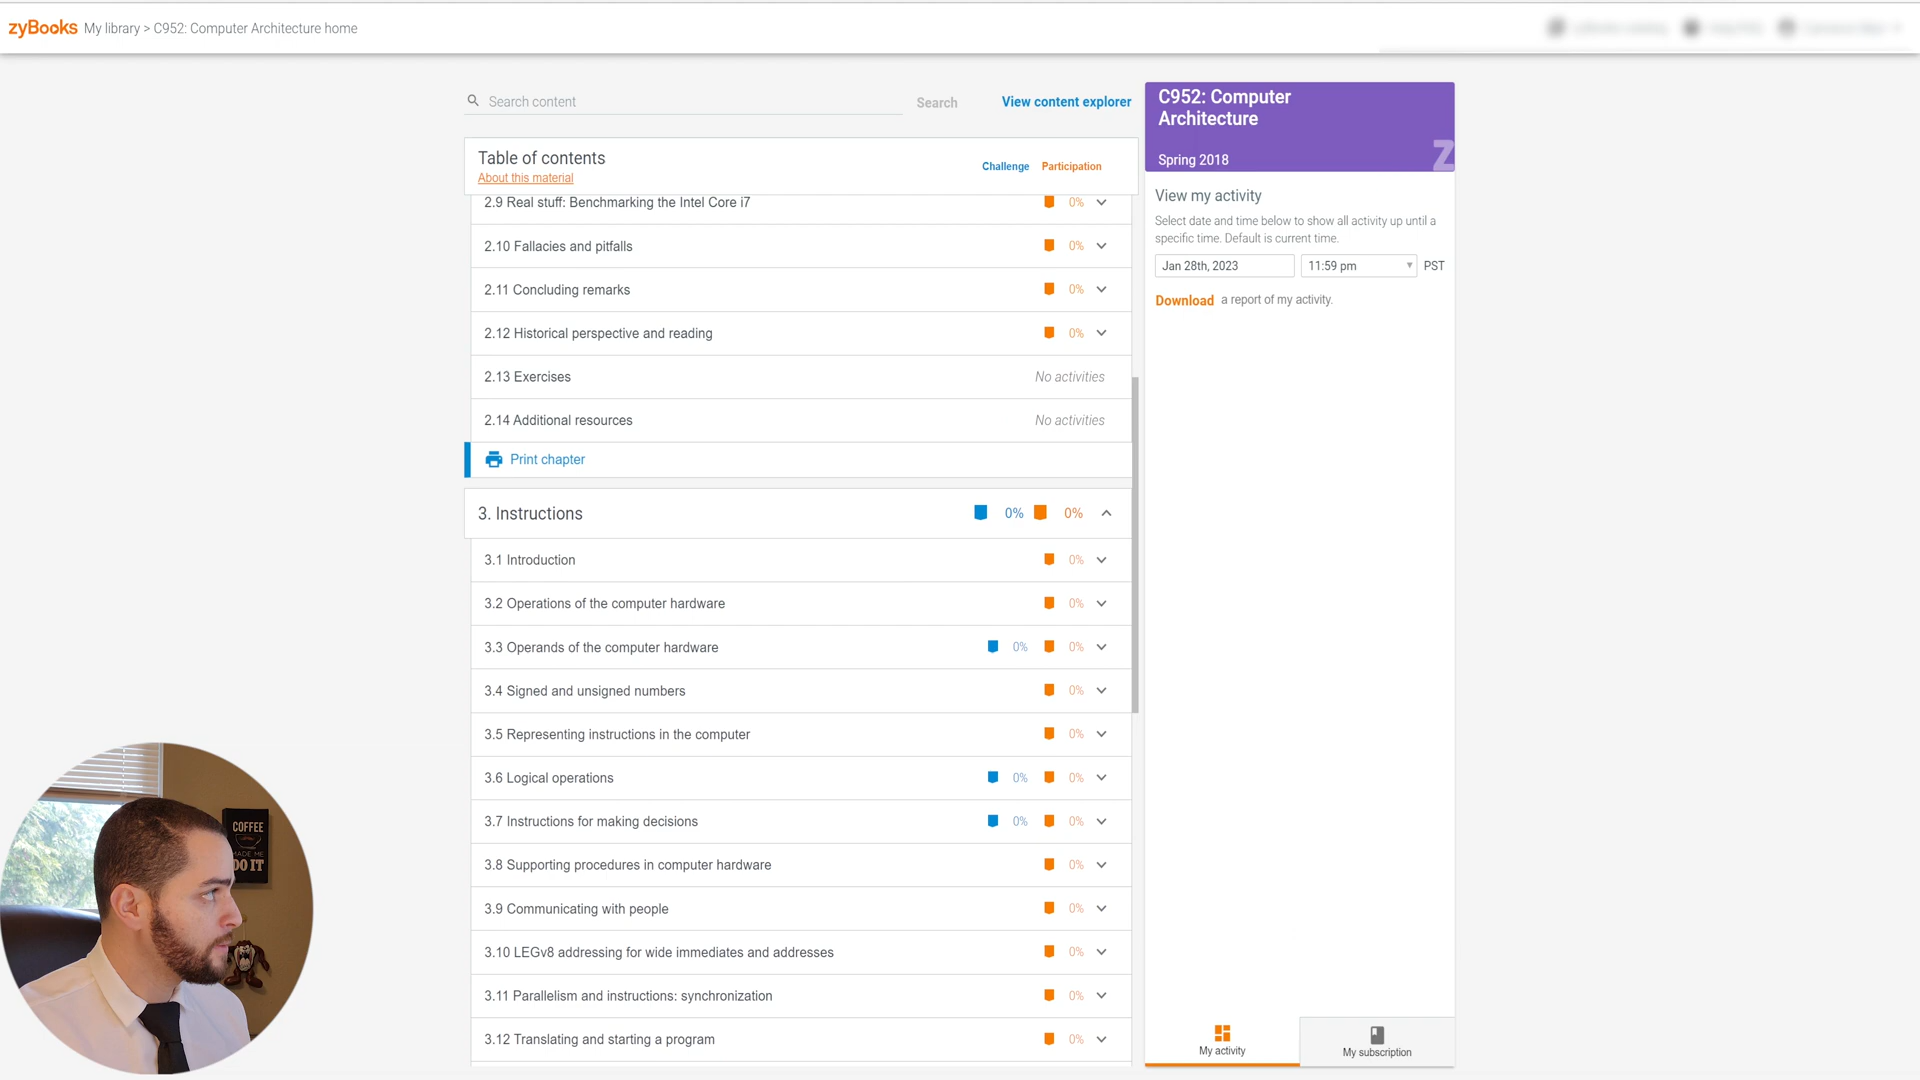 zyBooks My library > C952: Computer Architecture home
Search content
Search
View content explorer
Table of contents
About this material
Challenge
Participation
2.9 Real stuff: Benchmarking the Intel Core i7
0%
2.10 Fallacies and pitfalls
0%
2.11 Concluding remarks
0%
2.12 Historical perspective and reading
0%
2.13 Exercises
No activities
2.14 Additional resources
No activities
Print chapter
3. Instructions
0%
0%
3.1 Introduction
0%
3.2 Operations of the computer hardware
0%
3.3 Operands of the computer hardware
0%
0%
3.4 Signed and unsigned numbers
0%
3.5 Representing instructions in the computer
0%
3.6 Logical operations
0%
0%
3.7 Instructions for making decisions
0%
0%
3.8 Supporting procedures in computer hardware
0%
3.9 Communicating with people
0%
3.10 LEGv8 addressing for wide immediates and addresses
0%
3.11 Parallelism and instructions: synchronization
0%
3.12 Translating and starting a program
0%
C952: Computer
Architecture
Spring 2018
Z
View my activity
Select date and time below to show all activity up until a
specific time. Default is current time.
Jan 28th, 2023
11:59 pm
PST
Download a report of my activity.
My activity
My subscription
COFFEE
MADE ME
DO IT